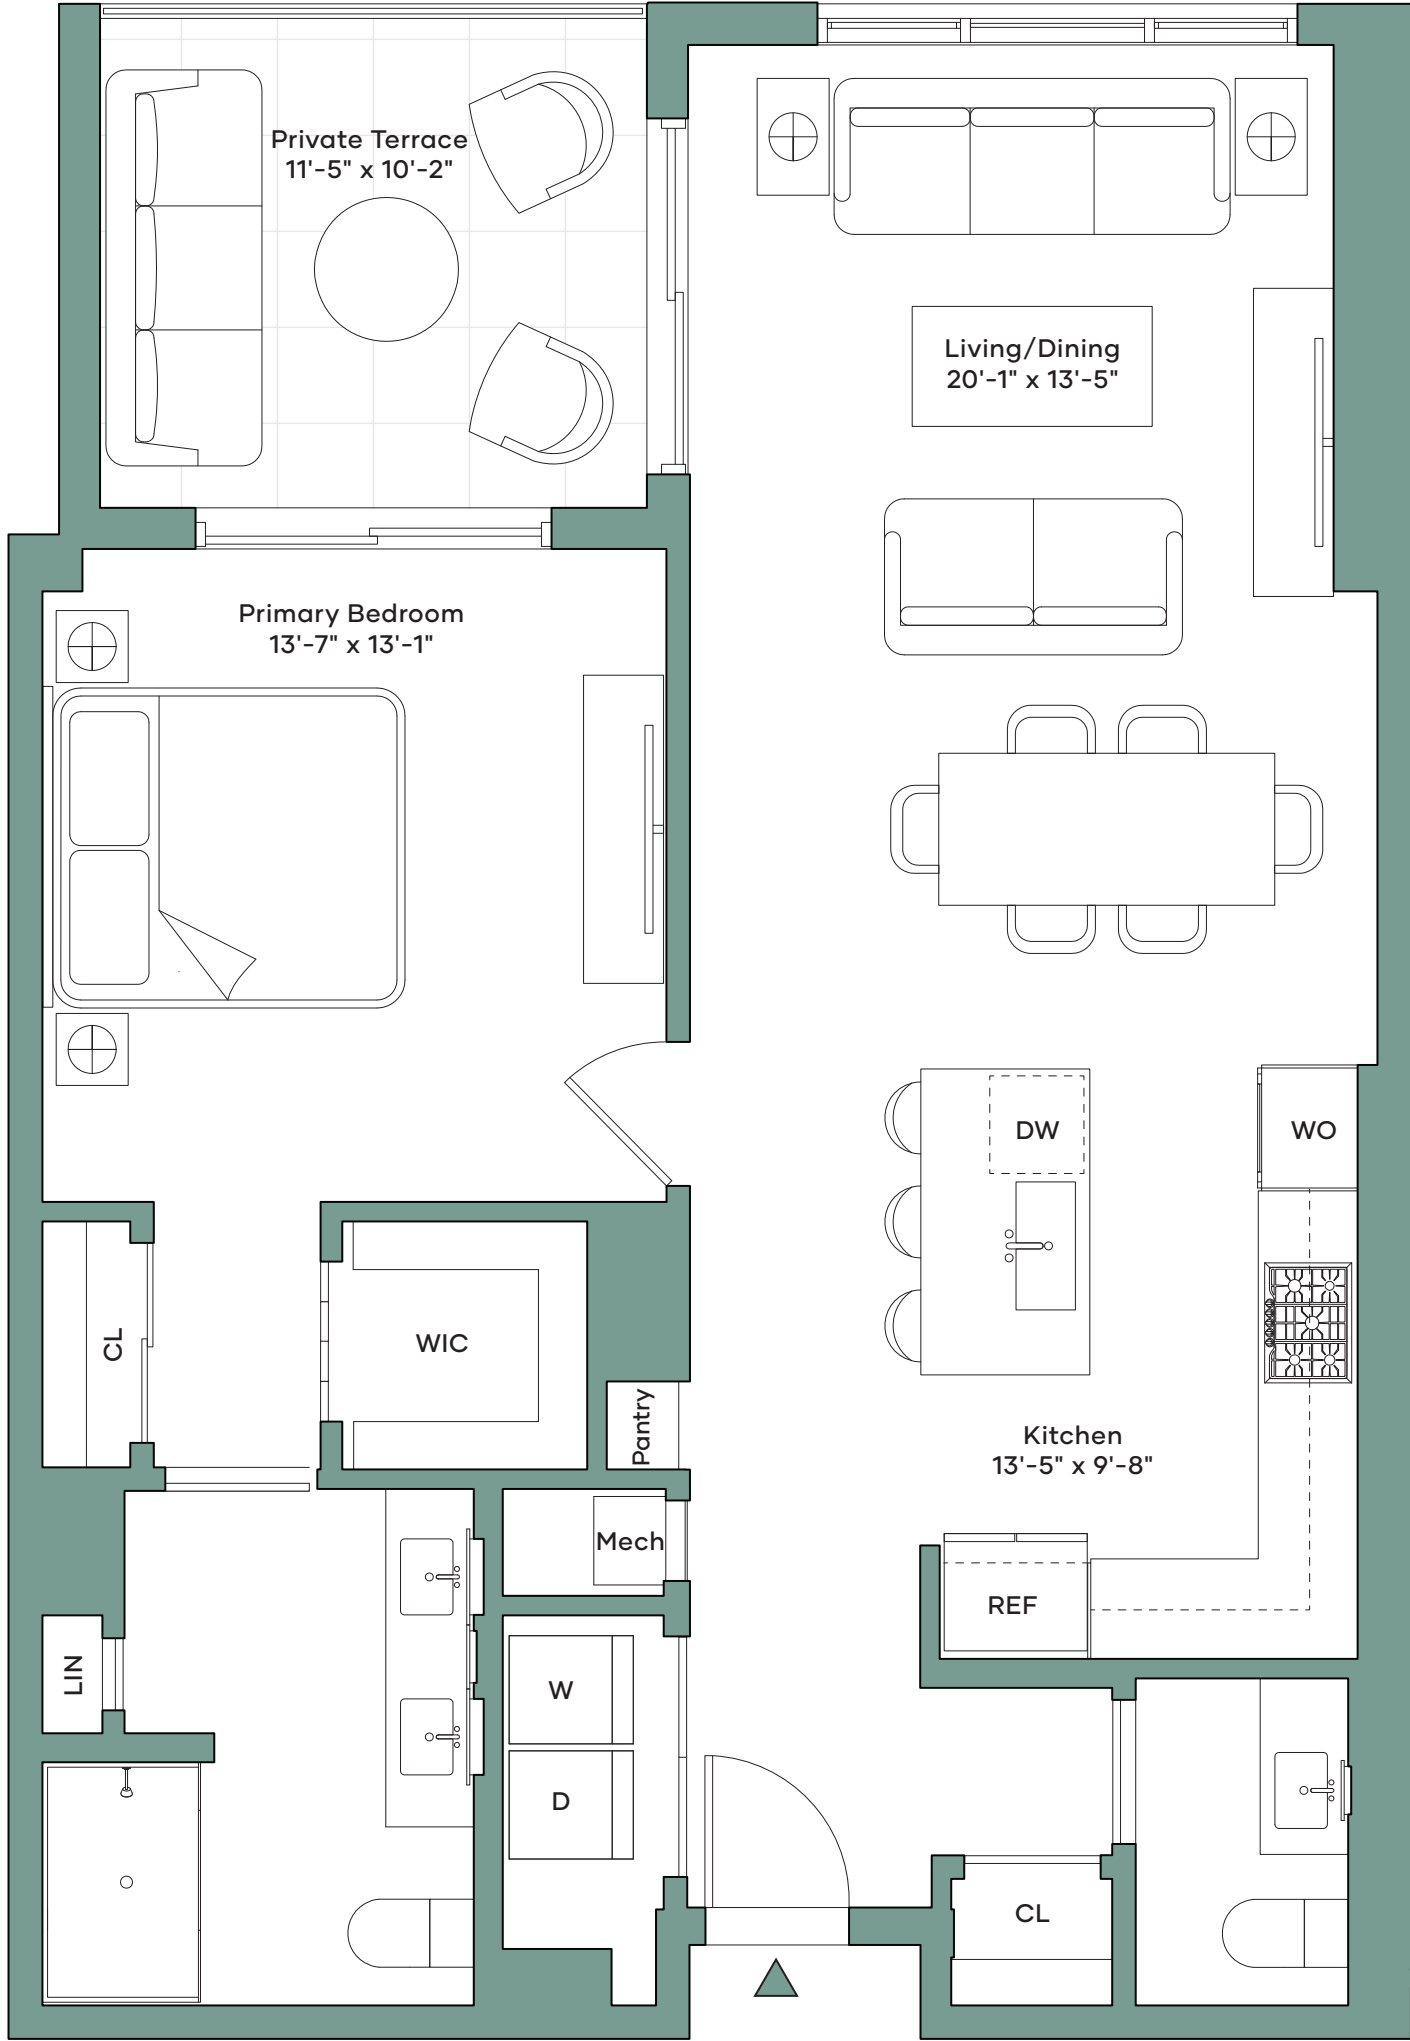 Private Terrace
11'-5" x 10'-2"
Living/Dining
20'-1" x 13'-5"
Primary Bedroom
13'-7" x 13'-1"
DW
WO
CL
WIC
Pantry
Kitchen
13'-5" x 9'-8"
Mech
REF
LIN
W
D
CL